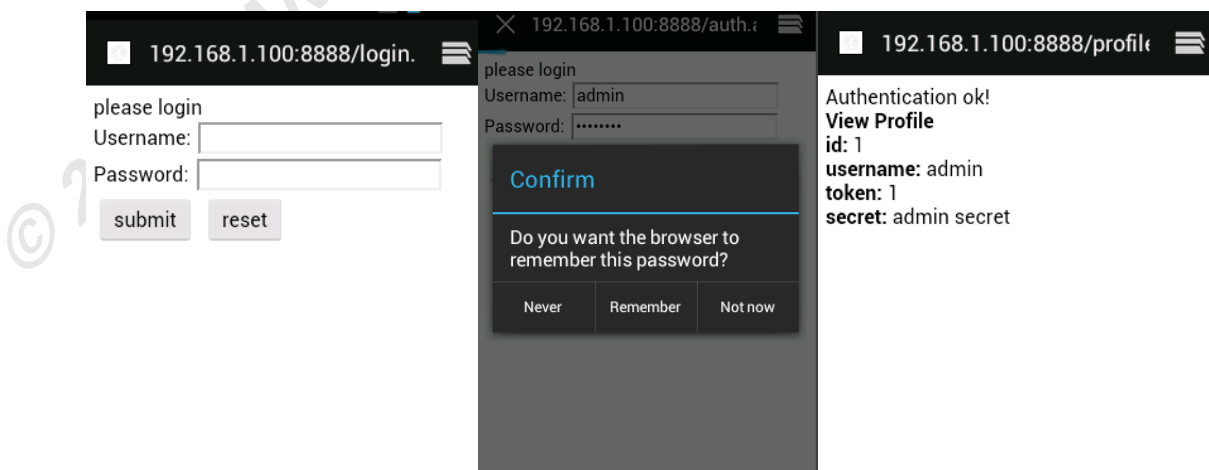 192.168.1.100:8888/login.
please login
Username:
Password:
submit reset
192.168.1.100:8888/auth.a
please login
Username: admin
Password: ••••••••
Confirm
Do you want the browser to
remember this password?
Never Remember Not now
192.168.1.100:8888/profile
Authentication ok!
View Profile
id: 1
username: admin
token: 1
secret: admin secret
©